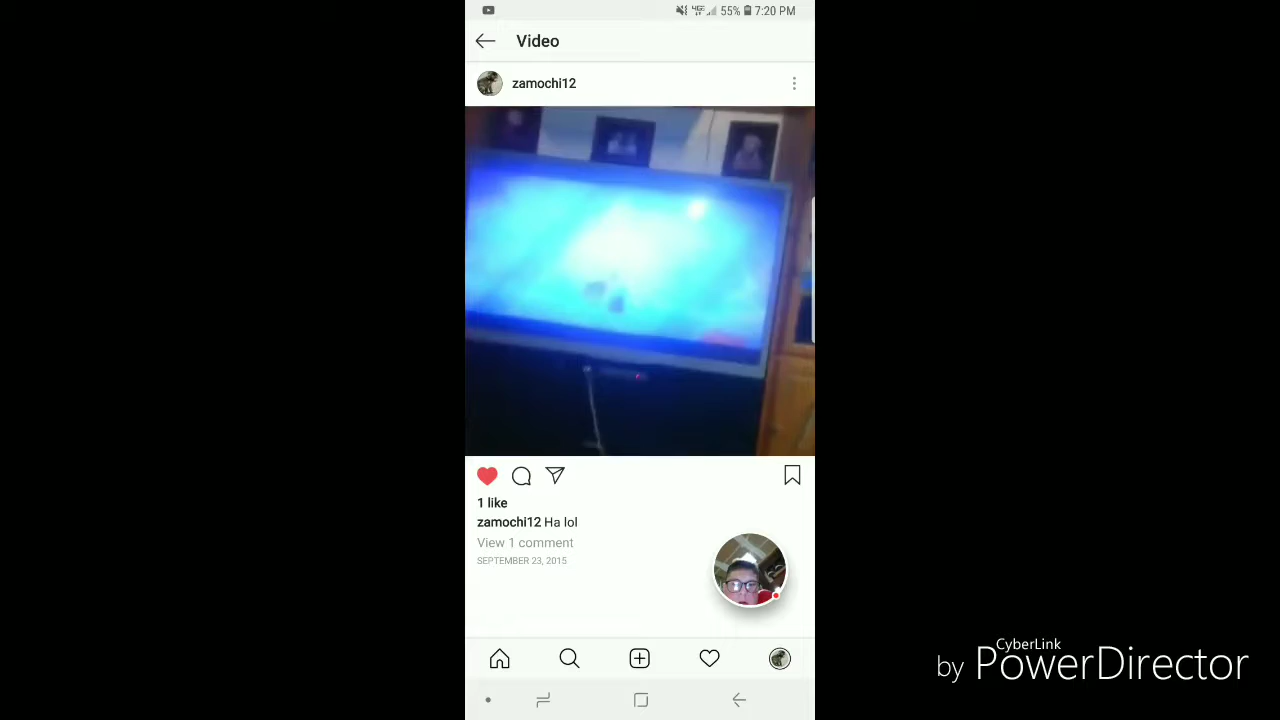 55% 7:20 PM
Video
zamochi12
1 like
zamochi12 Ha lol
View 1 comment
SEPTEMBER 23, 2015
CyberLink
by PowerDirector